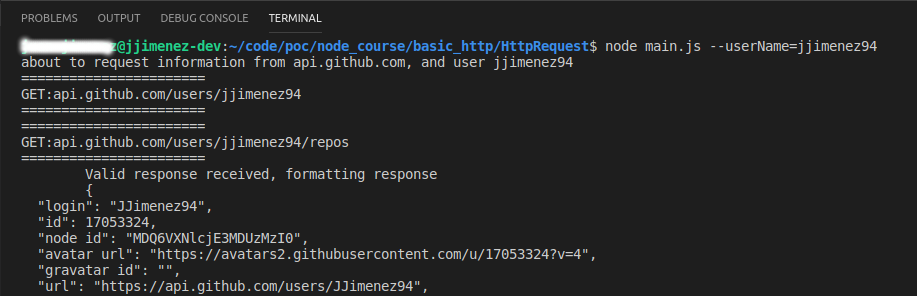 PROBLEMS OUTPUT DEBUG CONSOLE TERMINAL
@jjimenez-dev:~/code/poc/node_course/basic_http/HttpRequest$ node main.js --userName=jjimenez94
about to request information from api.github.com, and user jjimenez94
=======================
GET:api.github.com/users/jjimenez94
=======================
=======================
GET:api.github.com/users/jjimenez94/repos
=======================
Valid response received, formatting response
{
"login": "JJimenez94",
"id": 17053324,
"node id": "MDQ6VXNlcjE3MDUzMzI0",
"avatar url": "https://avatars2.githubusercontent.com/u/17053324?v=4",
"gravatar id": "",
"url": "https://api.github.com/users/JJimenez94",